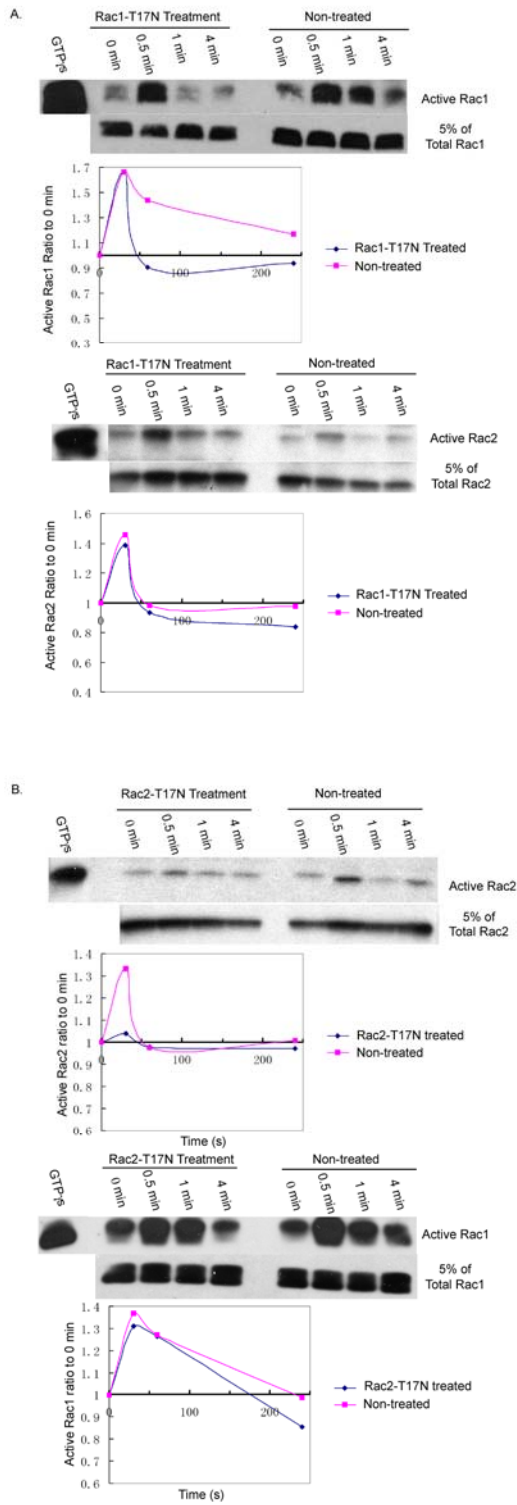 A.
Rac1-T17N Treatment Non-treated
GTPγs 0 min 0.5 min 1 min 4 min 0 min 0.5 min 1 min 4 min
Active Rac1
5% of
Total Rac1
Active Rac1 Ratio to 0 min
1.7
1.5
1.3
1.1
0.9
0.7
0.5
0.3
0 100 200
Rac1-T17N Treated
Non-treated
Rac1-T17N Treatment Non-treated
GTPγs 0 min 0.5 min 1 min 4 min 0 min 0.5 min 1 min 4 min
Active Rac2
5% of
Total Rac2
Active Rac2 Ratio to 0 min
1.6
1.4
1.2
1
0.8
0.6
0.4
0 100 200
Rac1-T17N Treated
Non-treated
B.
Rac2-T17N Treatment Non-treated
GTPγs 0 min 0.5 min 1 min 4 min 0 min 0.5 min 1 min 4 min
Active Rac2
5% of
Total Rac2
Active Rac2 ratio to 0 min
1.4
1.3
1.2
1.1
1
0.9
0.8
0.7
0.6
0 100 200
Time (s)
Rac2-T17N treated
Non-treated
Rac2-T17N Treatment Non-treated
GTPγs 0 min 0.5 min 1 min 4 min 0 min 0.5 min 1 min 4 min
Active Rac1
5% of
Total Rac1
Active Rac1 ratio to 0 min
1.4
1.3
1.2
1.1
1
0.9
0.8
0.7
0.6
0 100 200
Time (s)
Rac2-T17N treated
Non-treated